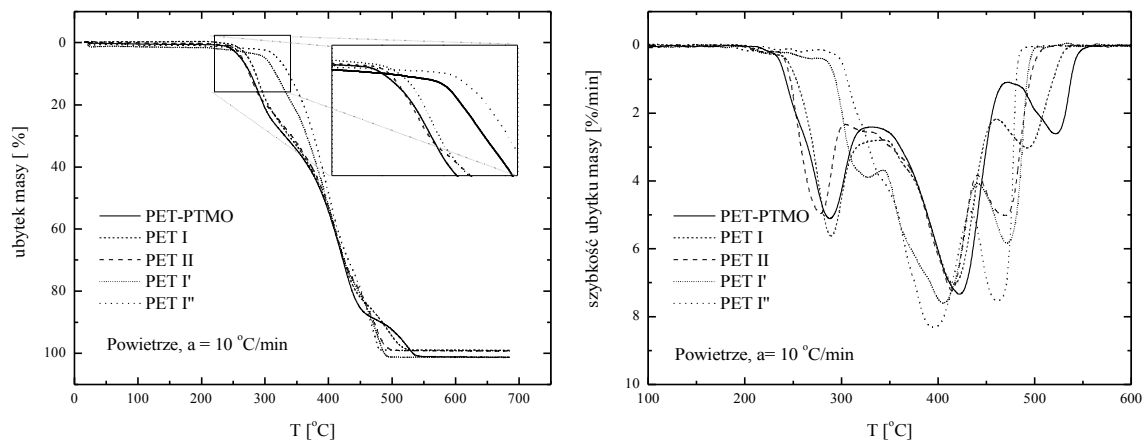 0
20
40
60
80
100
0
100
200
300
400
500
600
700
ubytek masy [ %]
T [°C]
PET-PTMO
PET I
PET II
PET I'
PET I"
Powietrze, a = 10 °C/min
0
2
4
6
8
10
100
200
300
400
500
600
szybkość ubytku masy [%/min]
T [°C]
PET-PTMO
PET I
PET II
PET I'
PET I"
Powietrze, a= 10 °C/min